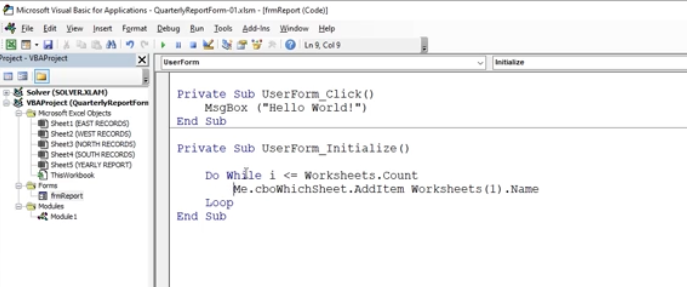 Microsoft Visual Basic for Applications - QuarterlyReportForm-01.xlsm - [frmReport (Code)]
File Edit View Insert Format Debug Run Tools Add-Ins Window Help
Ln 9, Col 9
Project - VBAProject
UserForm
Initialize
Solver (SOLVER.XLAM)
VBAProject (QuarterlyReportForm
Microsoft Excel Objects
Sheet1 (EAST RECORDS)
Sheet2 (WEST RECORDS)
Sheet3 (NORTH RECORDS)
Sheet4 (SOUTH RECORDS)
Sheet5 (YEARLY REPORT)
ThisWorkbook
Forms
frmReport
Modules
Module1
Private Sub UserForm_Click()
MsgBox ("Hello World!")
End Sub
Private Sub UserForm_Initialize()
Do While i <= Worksheets.Count
Me.cboWhichSheet.AddItem Worksheets(1).Name
Loop
End Sub